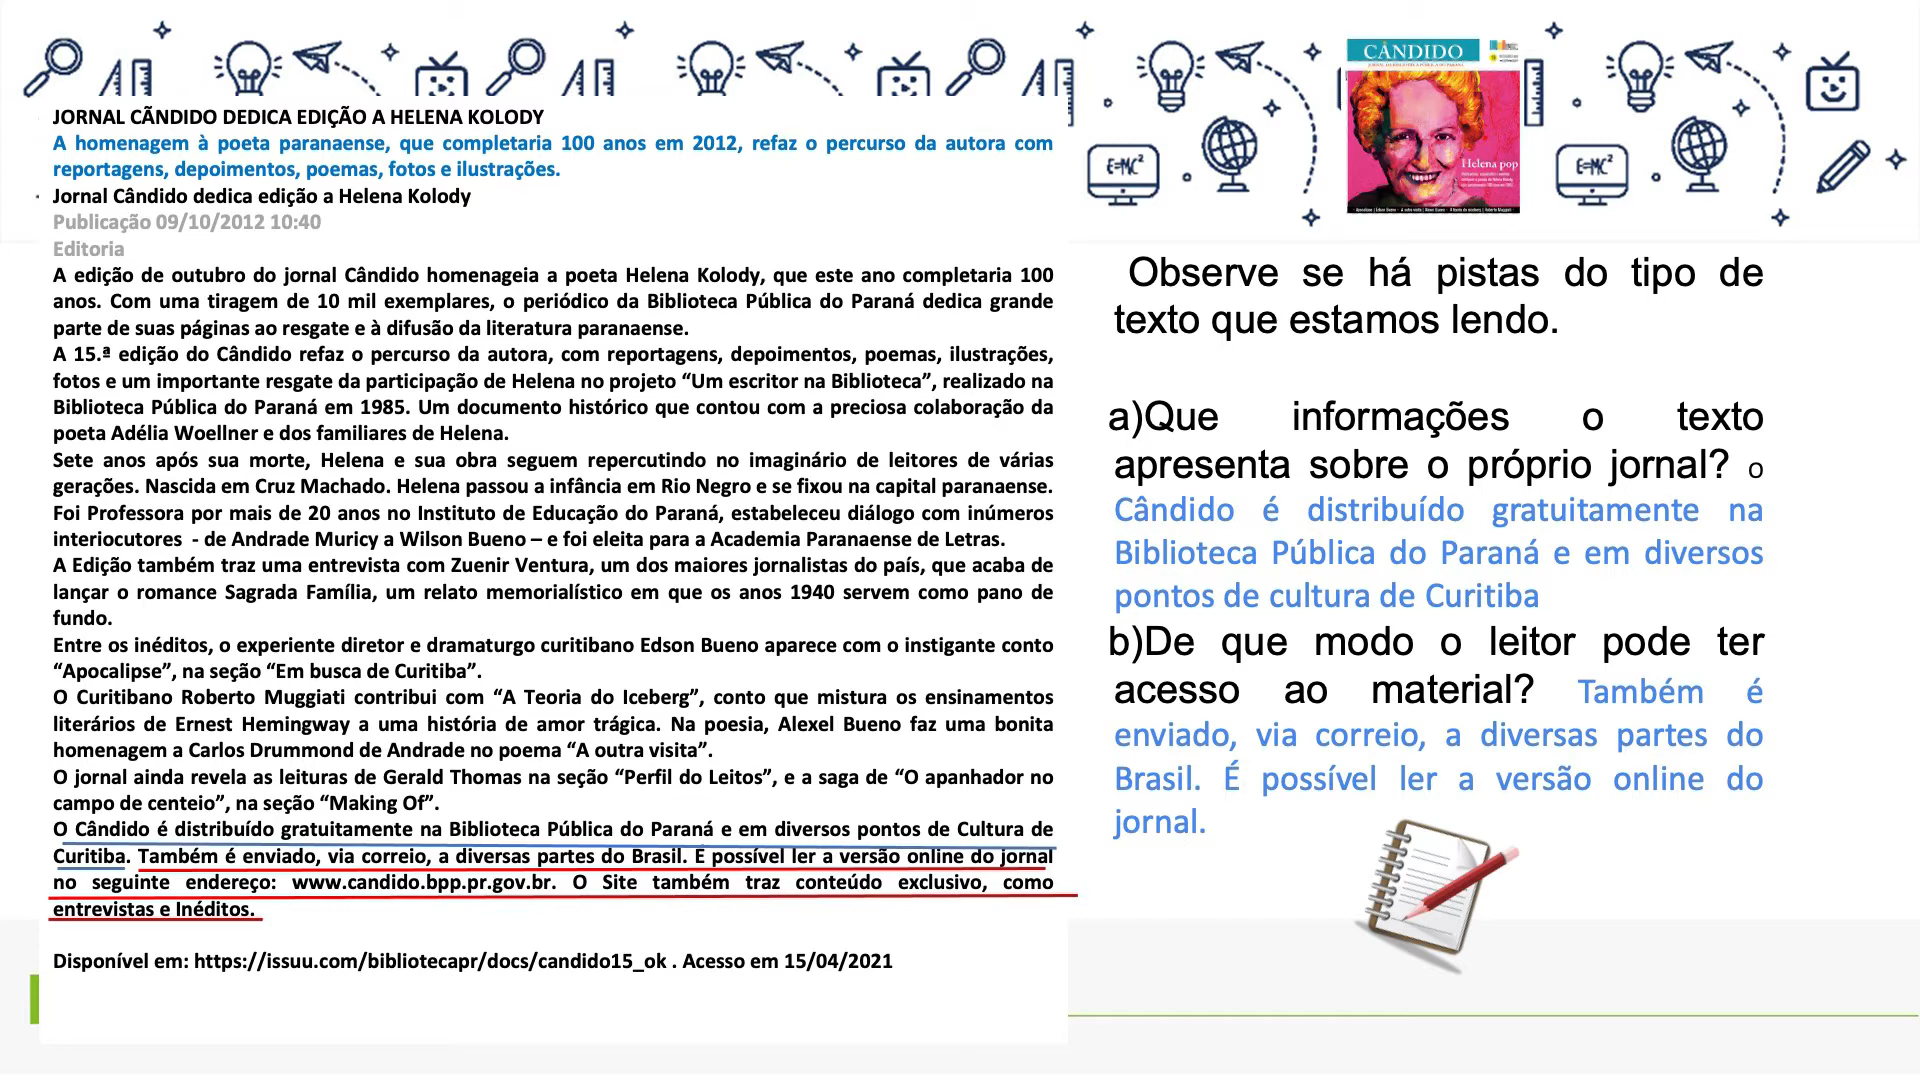 JORNAL CÃNDIDO DEDICA EDIÇÃO A HELENA KOLODY
A homenagem à poeta paranaense, que completaria 100 anos em 2012, refaz o percurso da autora com
reportagens, depoimentos, poemas, fotos e ilustrações.
Jornal Cândido dedica edição a Helena Kolody
Publicação 09/10/2012 10:40
Editoria
A edição de outubro do jornal Cândido homenageia a poeta Helena Kolody, que este ano completaria 100
anos. Com uma tiragem de 10 mil exemplares, o periódico da Biblioteca Pública do Paraná dedica grande
parte de suas páginas ao resgate e à difusão da literatura paranaense.
A 15.ª edição do Cândido refaz o percurso da autora, com reportagens, depoimentos, poemas, ilustrações,
fotos e um importante resgate da participação de Helena no projeto “Um escritor na Biblioteca”, realizado na
Biblioteca Pública do Paraná em 1985. Um documento histórico que contou com a preciosa colaboração da
poeta Adélia Woellner e dos familiares de Helena.
Sete anos após sua morte, Helena e sua obra seguem repercutindo no imaginário de leitores de várias
gerações. Nascida em Cruz Machado. Helena passou a infância em Rio Negro e se fixou na capital paranaense.
Foi Professora por mais de 20 anos no Instituto de Educação do Paraná, estabeleceu diálogo com inúmeros
interiocutores - de Andrade Muricy a Wilson Bueno – e foi eleita para a Academia Paranaense de Letras.
A Edição também traz uma entrevista com Zuenir Ventura, um dos maiores jornalistas do país, que acaba de
lançar o romance Sagrada Família, um relato memorialístico em que os anos 1940 servem como pano de
fundo.
Entre os inéditos, o experiente diretor e dramaturgo curitibano Edson Bueno aparece com o instigante conto
“Apocalipse”, na seção “Em busca de Curitiba”.
O Curitibano Roberto Muggiati contribui com “A Teoria do Iceberg”, conto que mistura os ensinamentos
literários de Ernest Hemingway a uma história de amor trágica. Na poesia, Alexel Bueno faz uma bonita
homenagem a Carlos Drummond de Andrade no poema “A outra visita”.
O jornal ainda revela as leituras de Gerald Thomas na seção “Perfil do Leitos”, e a saga de “O apanhador no
campo de centeio”, na seção “Making Of”.
O Cândido é distribuído gratuitamente na Biblioteca Pública do Paraná e em diversos pontos de Cultura de
Curitiba. Também é enviado, via correio, a diversas partes do Brasil. É possível ler a versão online do jornal
no seguinte endereço: www.candido.bpp.pr.gov.br. O Site também traz conteúdo exclusivo, como
entrevistas e Inéditos.
Disponível em: https://issuu.com/bibliotecapr/docs/candido15_ok . Acesso em 15/04/2021
E=MC²
CÂNDIDO
JORNAL DA BIBLIOTECA PÚBLICA DO PARANÁ
Helena pop
E=MC²
Observe se há pistas do tipo de
texto que estamos lendo.
a)Que informações o texto
apresenta sobre o próprio jornal? o
Cândido é distribuído gratuitamente na
Biblioteca Pública do Paraná e em diversos
pontos de cultura de Curitiba
b)De que modo o leitor pode ter
acesso ao material? Também é
enviado, via correio, a diversas partes do
Brasil. É possível ler a versão online do
jornal.